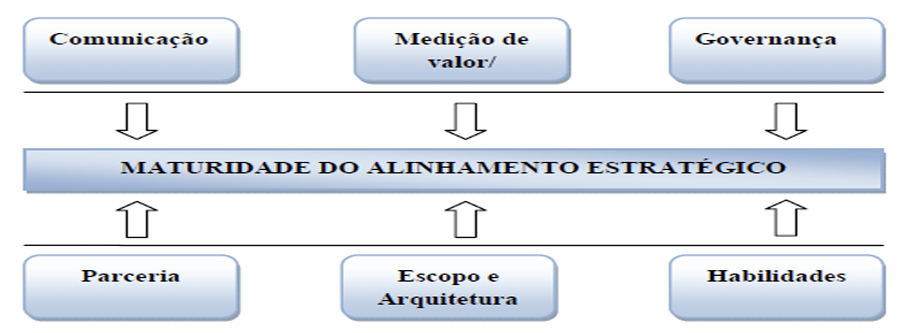 Comunicação
Medição de
valor/
Governança
MATURIDADE DO ALINHAMENTO ESTRATÉGICO
Parceria
Escopo e
Arquitetura
Habilidades